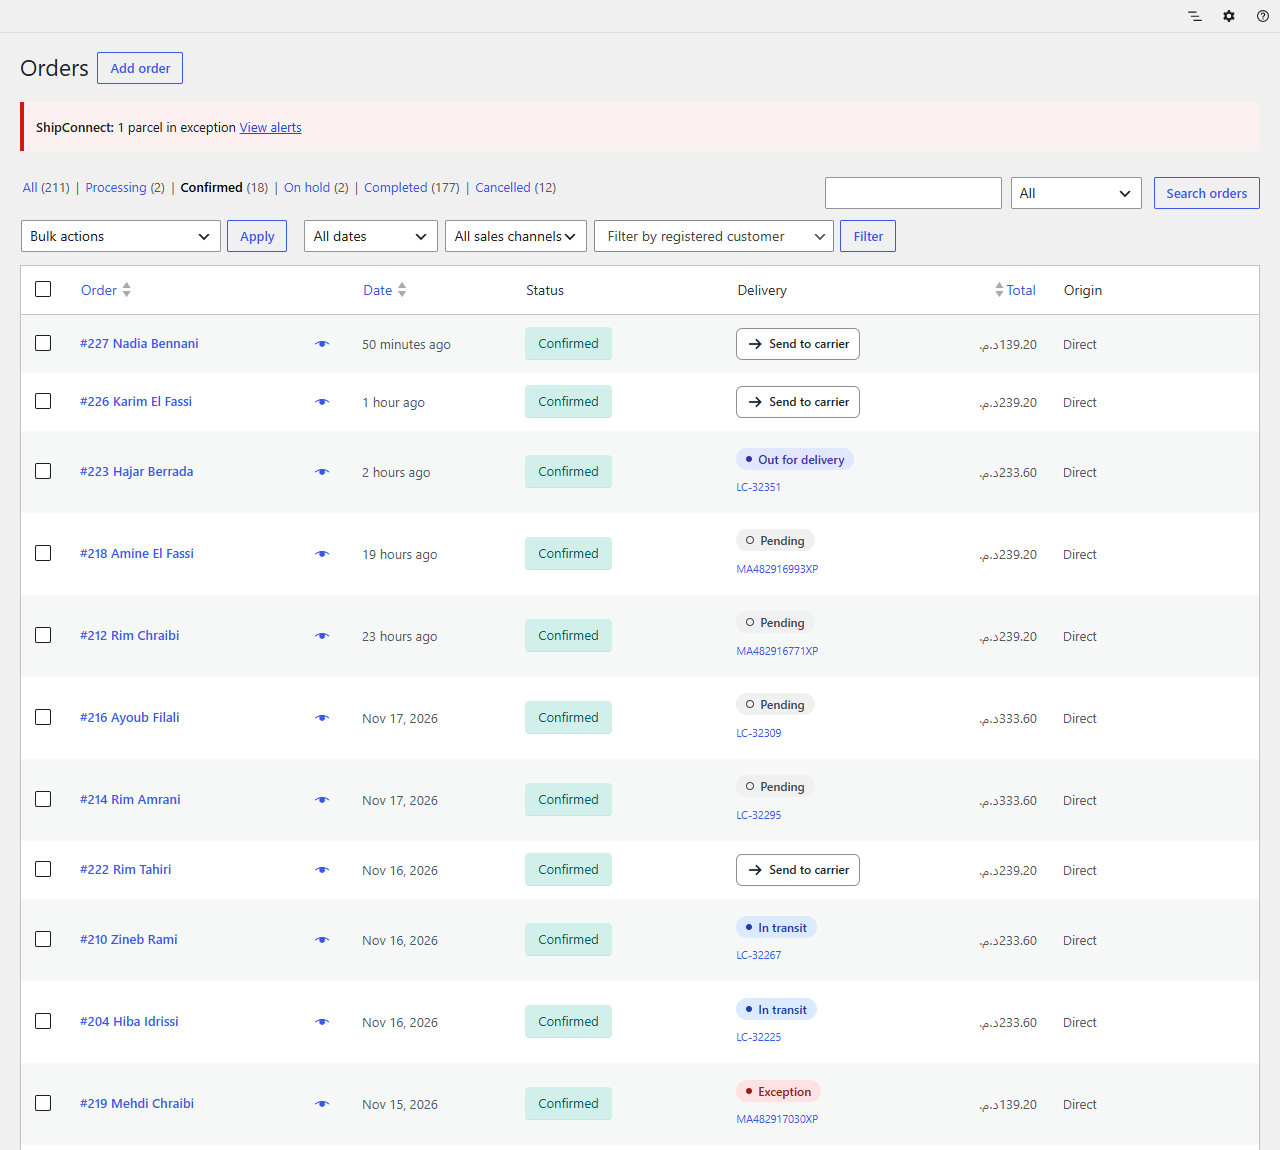 Orders Add order
ShipConnect: 1 parcel in exception View alerts
All (211) | Processing (2) | Confirmed (18) | On hold (2) | Completed (177) | Cancelled (12)
All Search orders
Bulk actions Apply All dates All sales channels Filter by registered customer Filter
Order Date Status Delivery Total Origin
#227 Nadia Bennani 50 minutes ago Confirmed Send to carrier د.م.139.20 Direct
#226 Karim El Fassi 1 hour ago Confirmed Send to carrier د.م.239.20 Direct
#223 Hajar Berrada 2 hours ago Confirmed Out for delivery LC-32351 د.م.233.60 Direct
#218 Amine El Fassi 19 hours ago Confirmed Pending MA482916993XP د.م.239.20 Direct
#212 Rim Chraibi 23 hours ago Confirmed Pending MA482916771XP د.م.239.20 Direct
#216 Ayoub Filali Nov 17, 2026 Confirmed Pending LC-32309 د.م.333.60 Direct
#214 Rim Amrani Nov 17, 2026 Confirmed Pending LC-32295 د.م.333.60 Direct
#222 Rim Tahiri Nov 16, 2026 Confirmed Send to carrier د.م.239.20 Direct
#210 Zineb Rami Nov 16, 2026 Confirmed In transit LC-32267 د.م.233.60 Direct
#204 Hiba Idrissi Nov 16, 2026 Confirmed In transit LC-32225 د.م.233.60 Direct
#219 Mehdi Chraibi Nov 15, 2026 Confirmed Exception MA482917030XP د.م.139.20 Direct